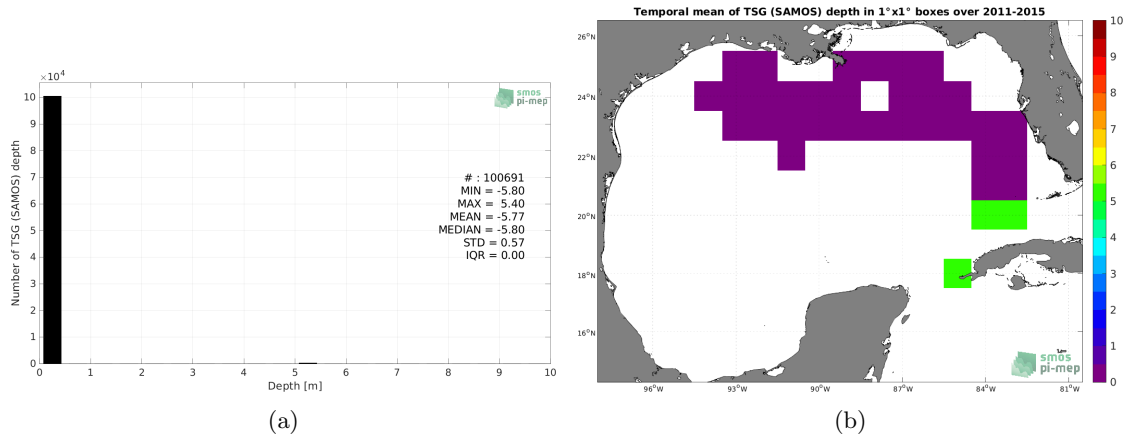 ×10⁴
10
9
8
7
6
5
4
3
2
1
0
Number of TSG (SAMOS) depth
smos
pi-mep
# : 100691
MIN = -5.80
MAX = 5.40
MEAN = -5.77
MEDIAN = -5.80
STD = 0.57
IQR = 0.00
0 1 2 3 4 5 6 7 8 9 10
Depth [m]
(a)
Temporal mean of TSG (SAMOS) depth in 1°x1° boxes over 2011-2015
26°N
24°N
22°N
20°N
18°N
16°N
96°W 93°W 90°W 87°W 84°W 81°W
smos
pi-mep
10
9
8
7
6
5
4
3
2
1
0
(b)